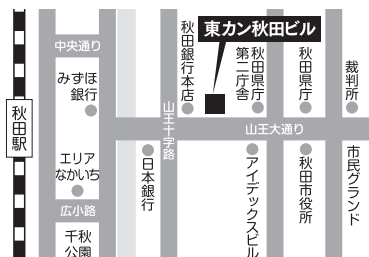 東カン秋田ビル
中央通り
みずほ
銀行
秋田銀行本店
秋田県庁
第二庁舎
秋田県庁
裁判所
秋田駅
山王十字路
山王大通り
エリア
なかいち
日本銀行
アイデックスビル
秋田市役所
市民グランド
広小路
千秋
公園